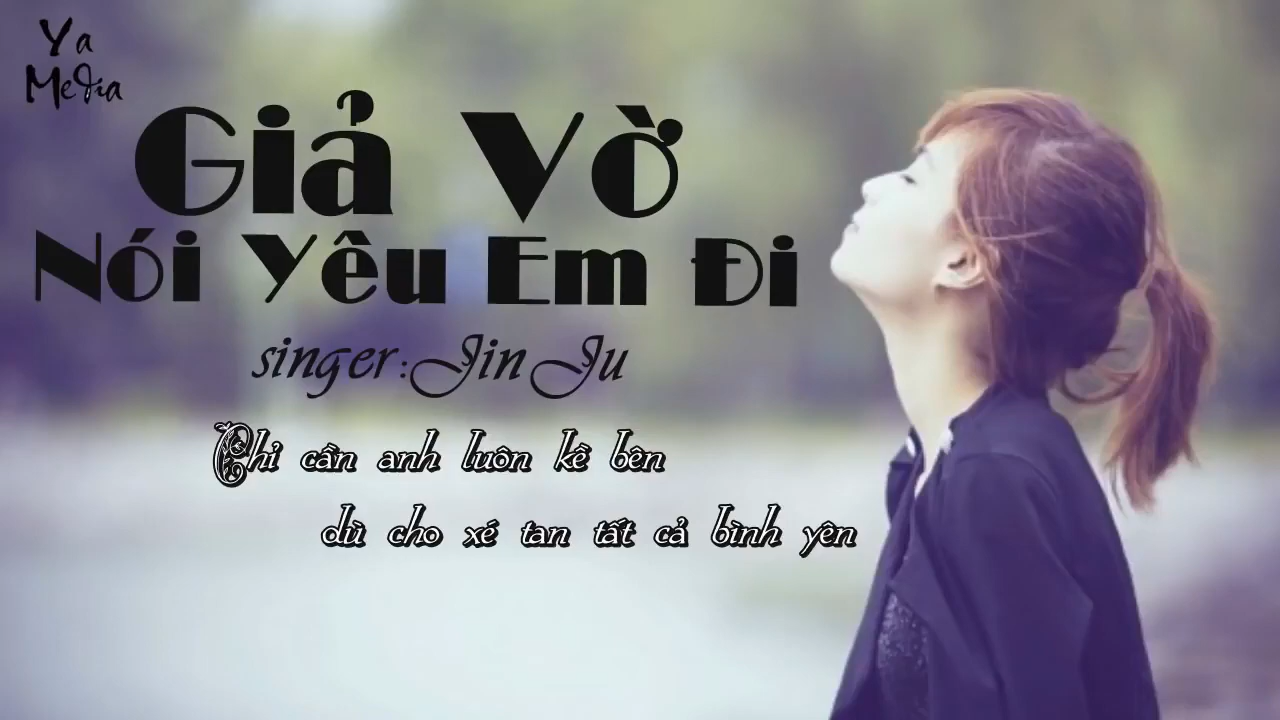 Ya
Media
Giả Vờ
Nói Yêu Em Đi
singer:JinJu
Chỉ cần anh luôn kề bên
dù cho xé tan tất cả bình yên